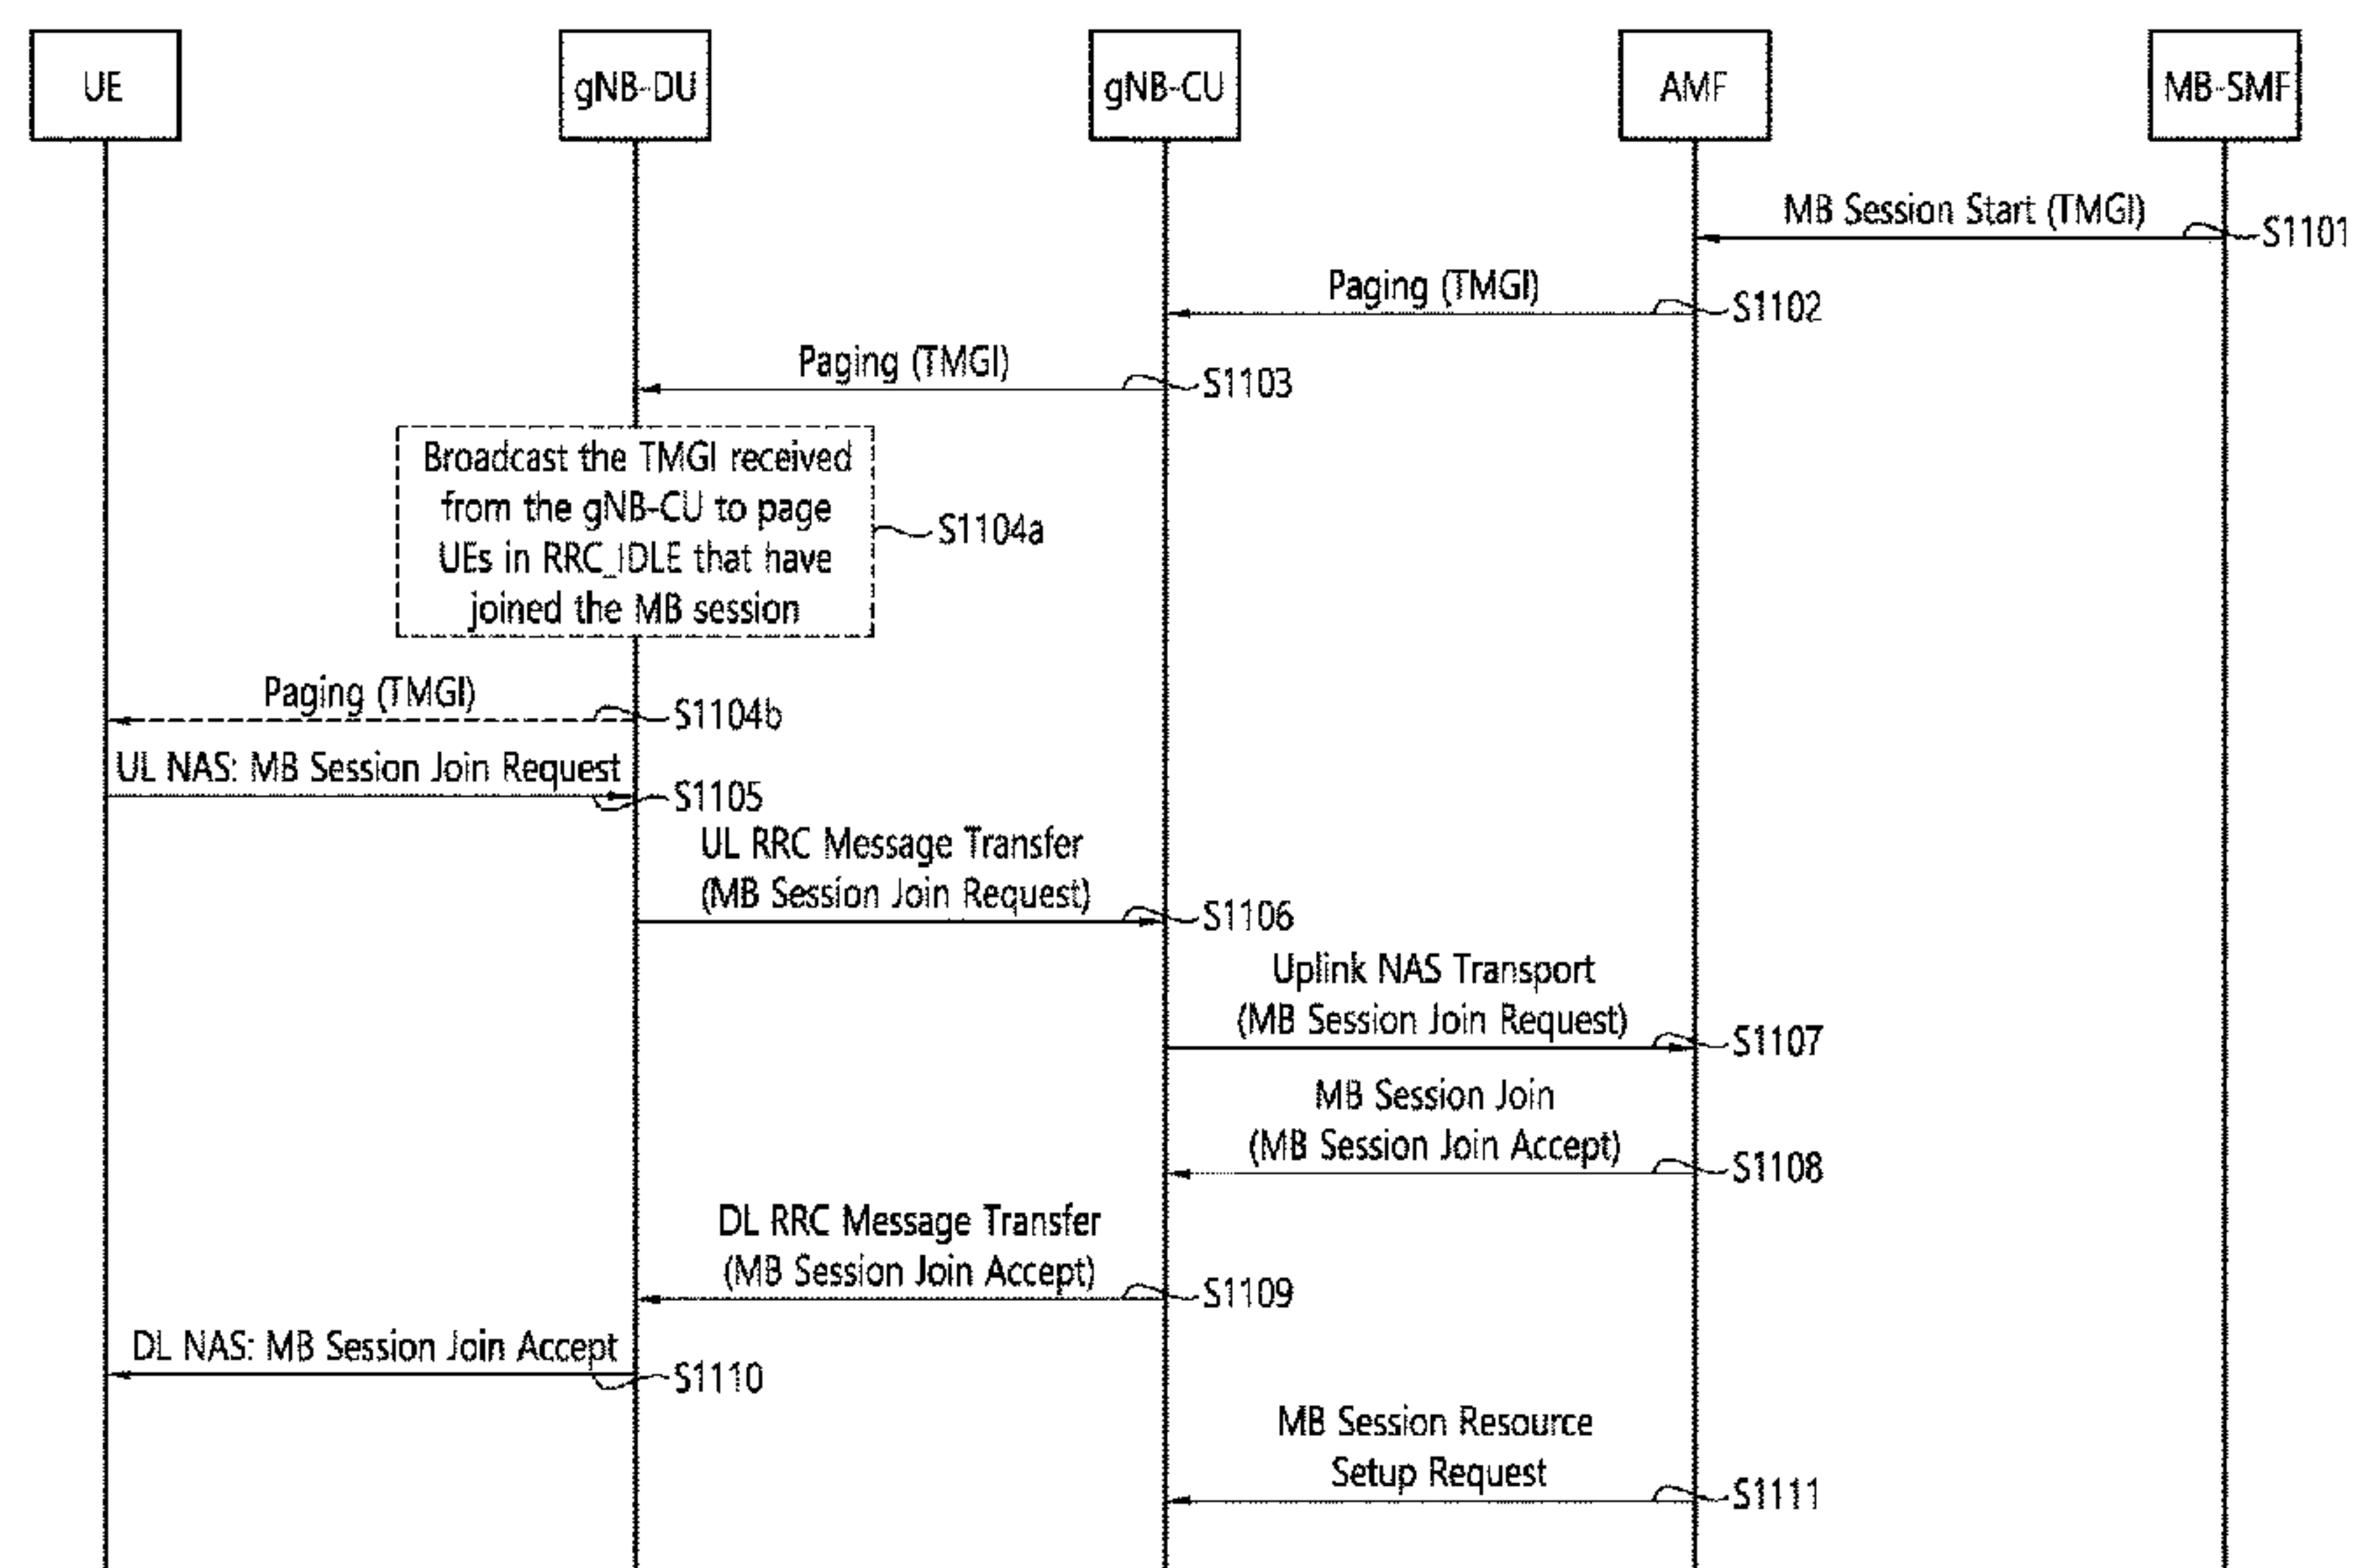 UE
gNB-DU
gNB-CU
AMF
MB-SMF
MB Session Start (TMGI)
S1101
Paging (TMGI)
S1102
Paging (TMGI)
S1103
Broadcast the TMGI received
from the gNB-CU to page
UEs in RRC_IDLE that have
joined the MB session
S1104a
Paging (TMGI)
S1104b
UL NAS: MB Session Join Request
S1105
UL RRC Message Transfer
(MB Session Join Request)
S1106
Uplink NAS Transport
(MB Session Join Request)
S1107
MB Session Join
(MB Session Join Accept)
S1108
DL RRC Message Transfer
(MB Session Join Accept)
S1109
DL NAS: MB Session Join Accept
S1110
MB Session Resource
Setup Request
S1111